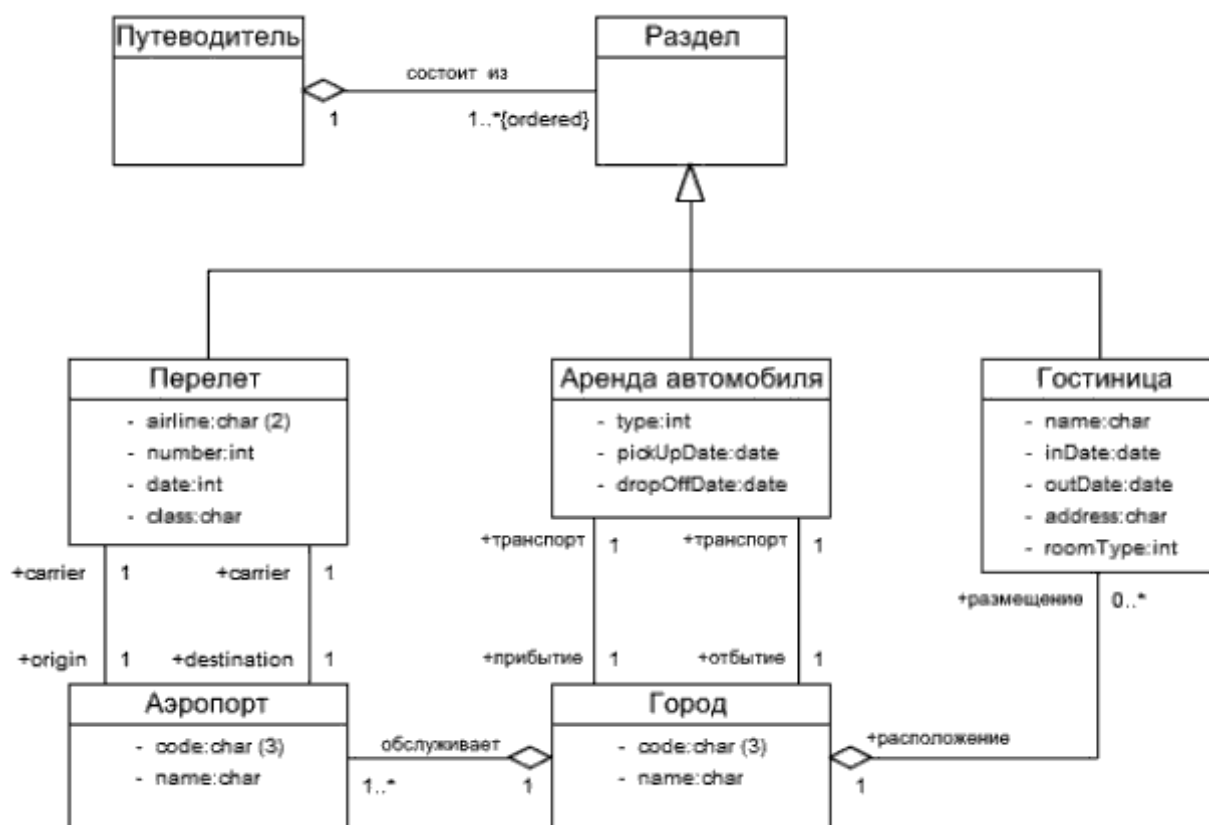 Путеводитель
Раздел
состоит из
1
1..*{ordered}
Перелет
- airline:char (2)
- number:int
- date:int
- class:char
Аренда автомобиля
- type:int
- pickUpDate:date
- dropOffDate:date
Гостиница
- name:char
- inDate:date
- outDate:date
- address:char
- roomType:int
+carrier 1 +carrier 1
+транспорт 1 +транспорт 1
+размещение 0..*
+origin 1 +destination 1
+прибытие 1 +отбытие 1
Аэропорт
- code:char (3)
- name:char
обслуживает
1..* 1
Город
- code:char (3)
- name:char
+расположение
1